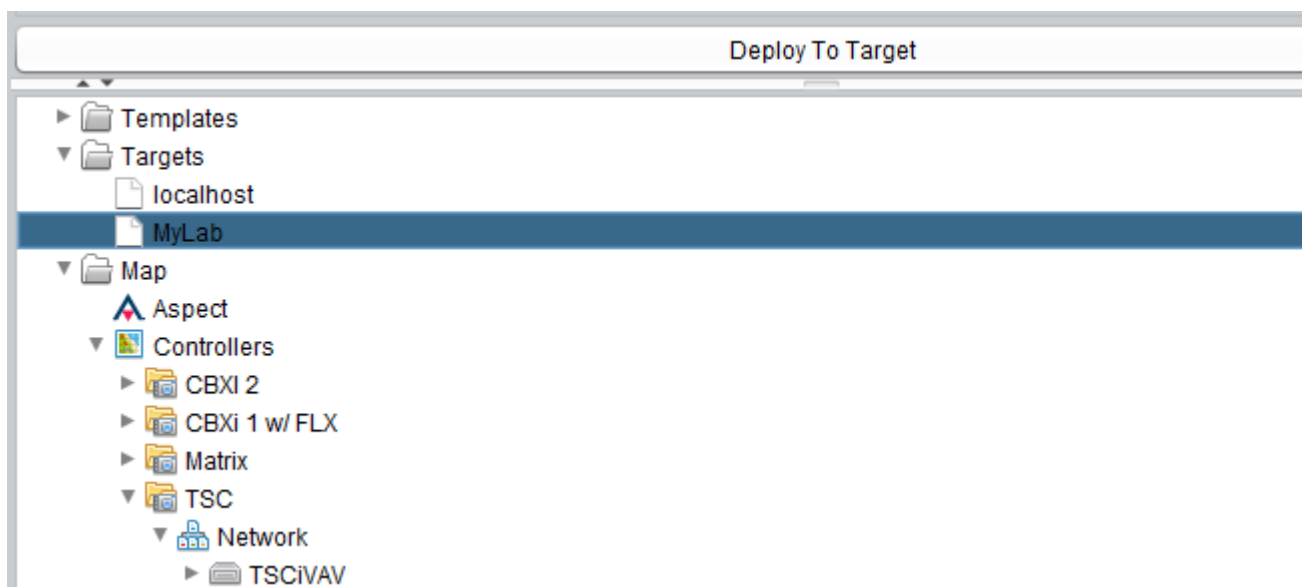 Deploy To Target
Templates
Targets
localhost
MyLab
Map
Aspect
Controllers
CBXI 2
CBXi 1 w/ FLX
Matrix
TSC
Network
TSCiVAV